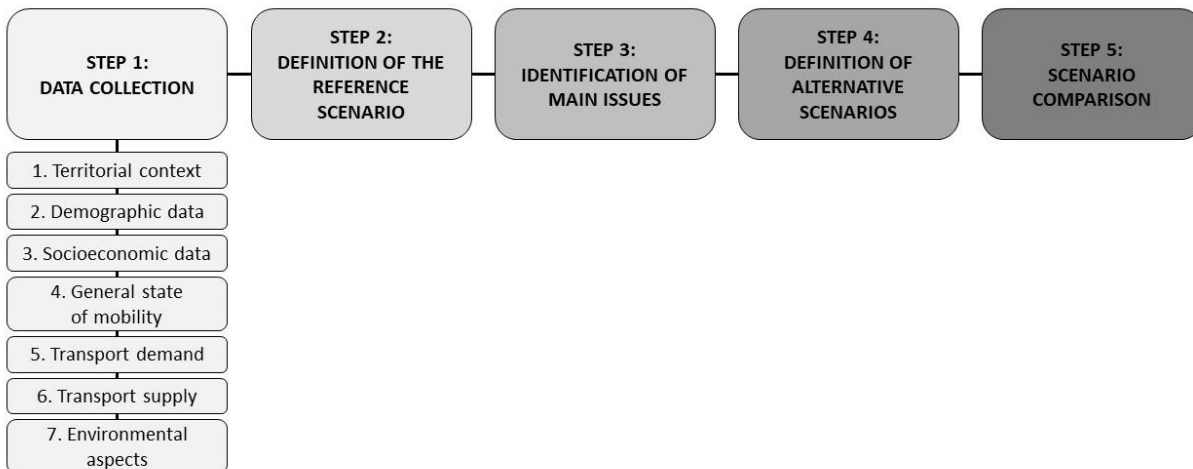 STEP 1:
DATA COLLECTION
STEP 2:
DEFINITION OF THE
REFERENCE
SCENARIO
STEP 3:
IDENTIFICATION OF
MAIN ISSUES
STEP 4:
DEFINITION OF
ALTERNATIVE
SCENARIOS
STEP 5:
SCENARIO
COMPARISON
1. Territorial context
2. Demographic data
3. Socioeconomic data
4. General state
of mobility
5. Transport demand
6. Transport supply
7. Environmental
aspects